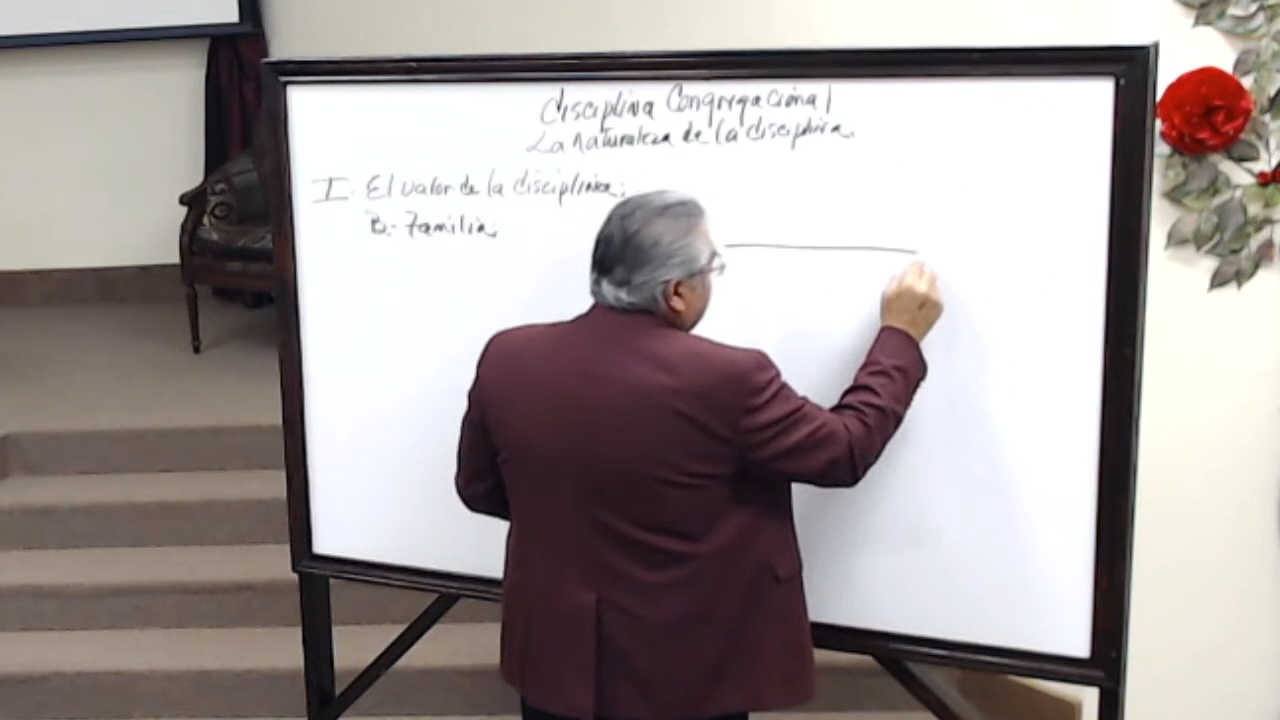 disciplina Congregacional
La naturaleza de la disciplina.
I. El valor de la disciplina:
B.- Familia.